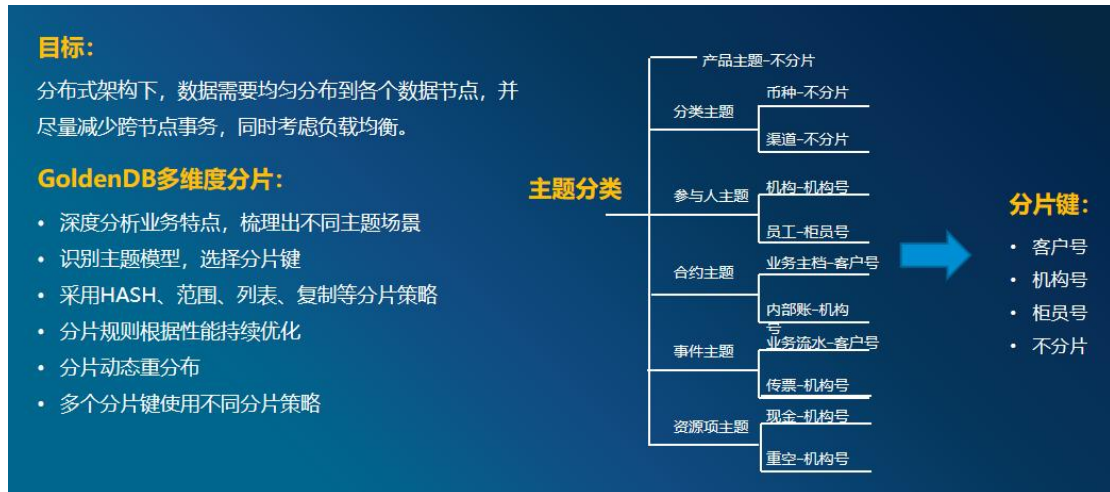 目标：
分布式架构下，数据需要均匀分布到各个数据节点，并
尽量减少跨节点事务，同时考虑负载均衡。
GoldenDB多维度分片：
• 深度分析业务特点，梳理出不同主题场景
• 识别主题模型，选择分片键
• 采用HASH、范围、列表、复制等分片策略
• 分片规则根据性能持续优化
• 分片动态重分布
• 多个分片键使用不同分片策略
主题分类
产品主题-不分片
分类主题
币种-不分片
渠道-不分片
参与人主题
机构-机构号
员工-柜员号
合约主题
业务主档-客户号
内部账-机构
号
事件主题
业务流水-客户号
传票-机构号
资源项主题
现金-机构号
重空-机构号
分片键：
• 客户号
• 机构号
• 柜员号
• 不分片